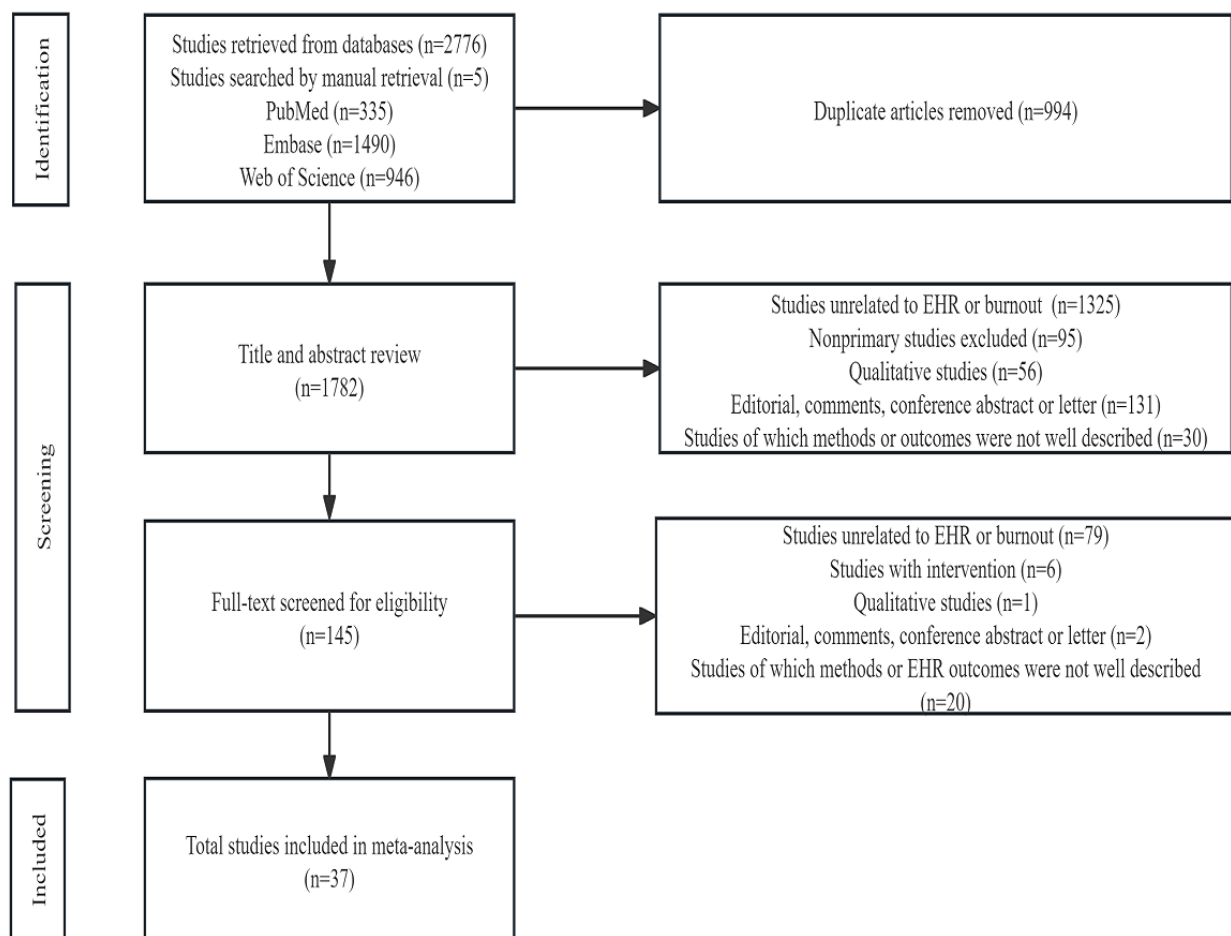 Identification
Studies retrieved from databases (n=2776)
Studies searched by manual retrieval (n=5)
PubMed (n=335)
Embase (n=1490)
Web of Science (n=946)
Duplicate articles removed (n=994)
Screening
Title and abstract review
(n=1782)
Studies unrelated to EHR or burnout  (n=1325)
Nonprimary studies excluded (n=95)
Qualitative studies (n=56)
Editorial, comments, conference abstract or letter (n=131)
Studies of which methods or outcomes were not well described (n=30)
Full-text screened for eligibility
(n=145)
Studies unrelated to EHR or burnout (n=79)
Studies with intervention (n=6)
Qualitative studies (n=1)
Editorial, comments, conference abstract or letter (n=2)
Studies of which methods or EHR outcomes were not well described
(n=20)
Included
Total studies included in meta-analysis
(n=37)